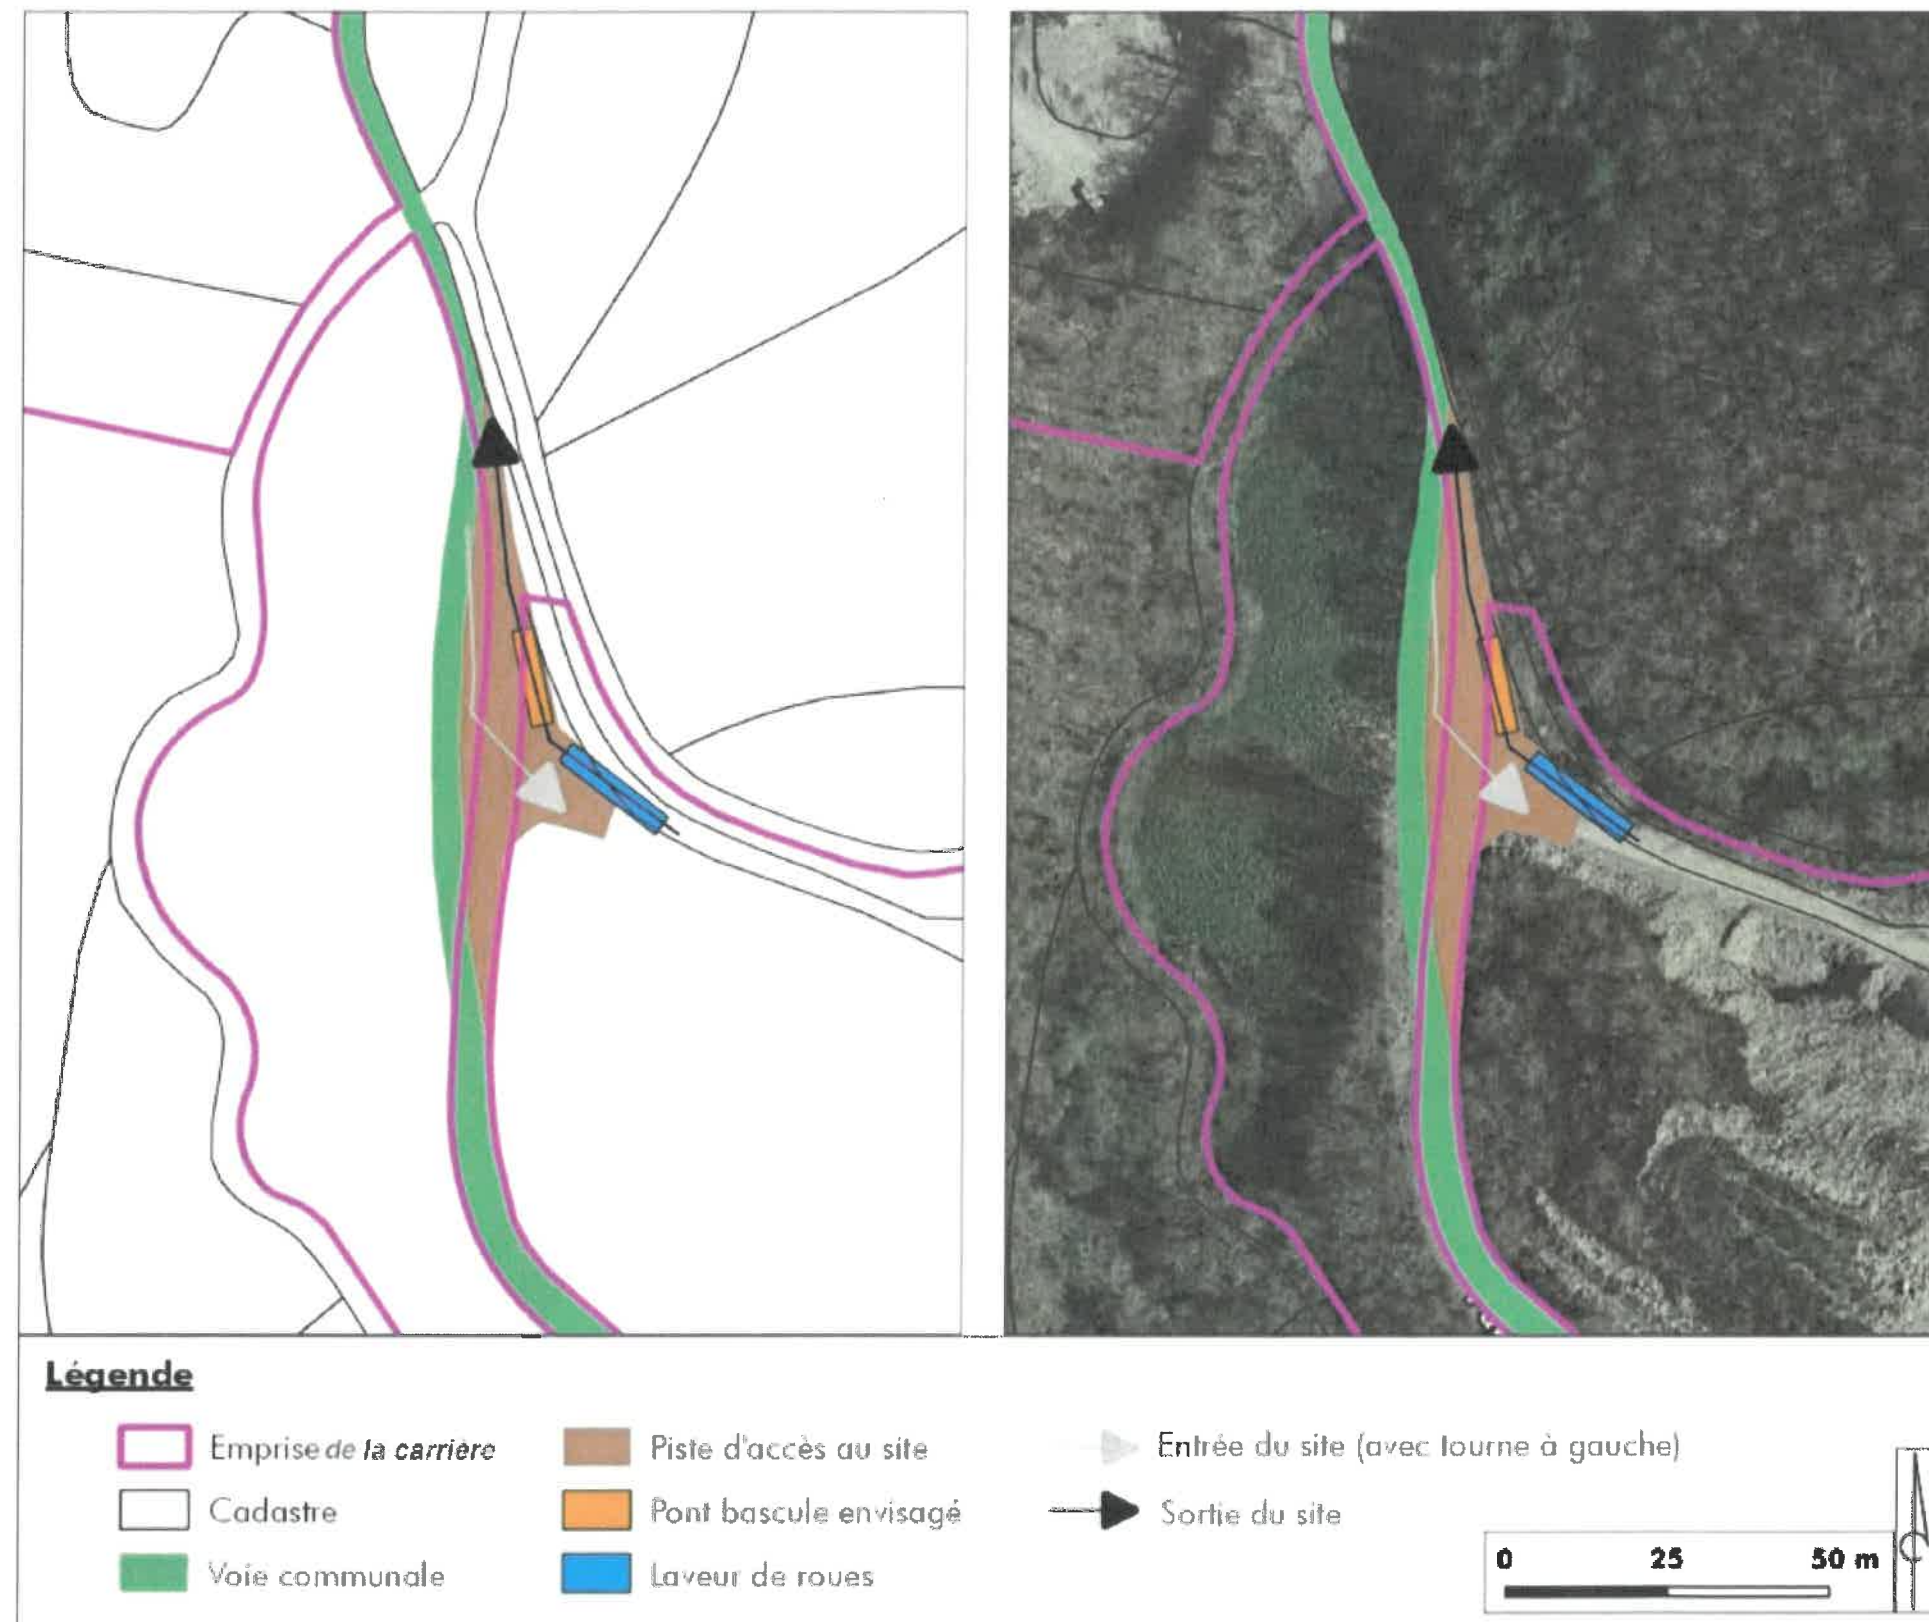 Légende
Emprise de la carrière
Cadastre
Voie communale
Piste d'accès au site
Pont bascule envisagé
Laveur de roues
Entrée du site (avec tourne à gauche)
Sortie du site
0 25 50 m